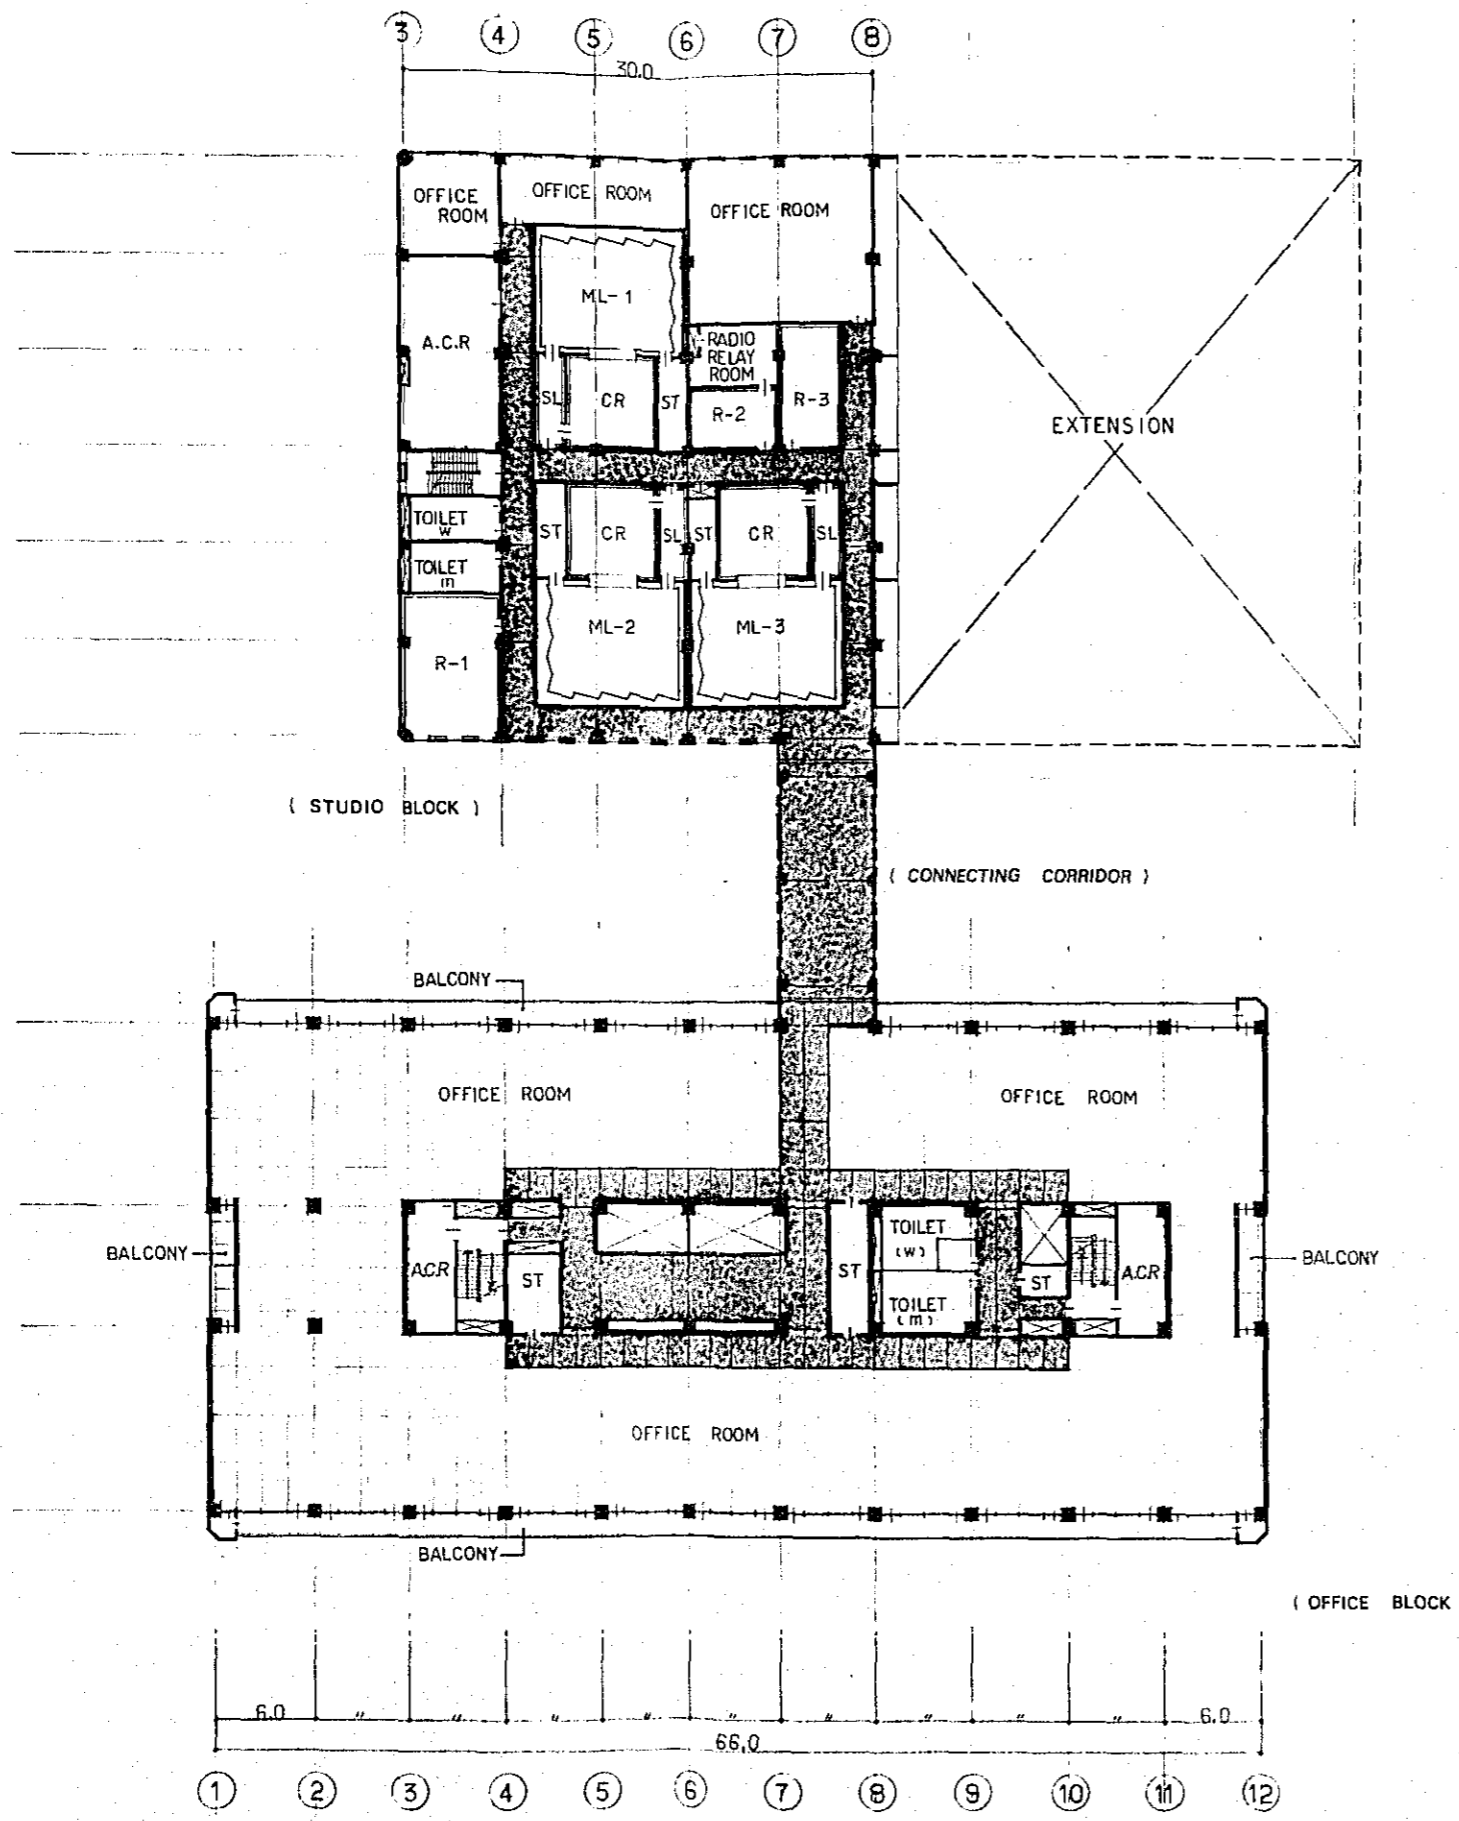 3 4 5 6 7 8
30.0
OFFICE ROOM
OFFICE ROOM
OFFICE ROOM
ML-1
A.C.R
RADIO RELAY ROOM
SL CR ST R-2 R-3
EXTENSION
TOILET W
ST CR SL ST CR SL
TOILET m
ML-2 ML-3
R-1
( STUDIO BLOCK )
( CONNECTING CORRIDOR )
BALCONY
OFFICE ROOM OFFICE ROOM
TOILET (W)
BALCONY BALCONY
A.C.R ST ST ST A.C.R
TOILET (m)
OFFICE ROOM
BALCONY
( OFFICE BLOCK
6.0 " " " " " " " " " 6.0
66.0
1 2 3 4 5 6 7 8 9 10 11 12